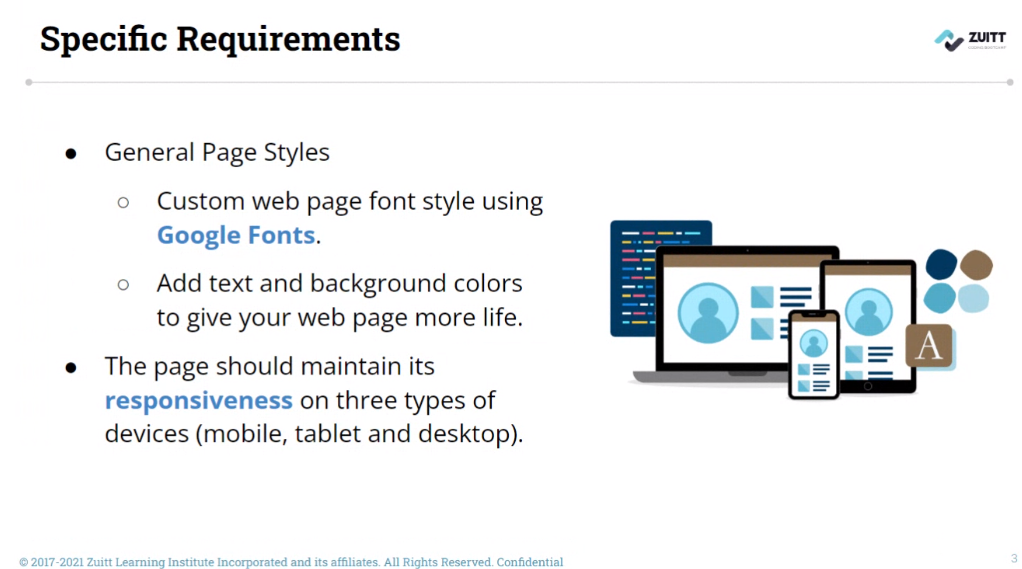 Specific Requirements
ZUITT
● General Page Styles
○ Custom web page font style using
Google Fonts.
○ Add text and background colors
to give your web page more life.
● The page should maintain its
responsiveness on three types of
devices (mobile, tablet and desktop).
A
© 2017-2021 Zuitt Learning Institute Incorporated and its affiliates. All Rights Reserved. Confidential
3